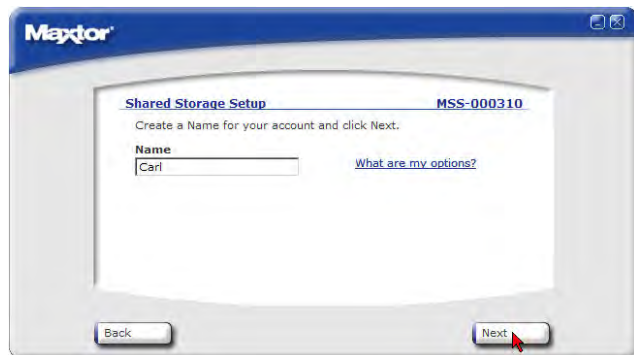 Maxtor
Shared Storage Setup MSS-000310
Create a Name for your account and click Next.
Name
Carl What are my options?
Back Next